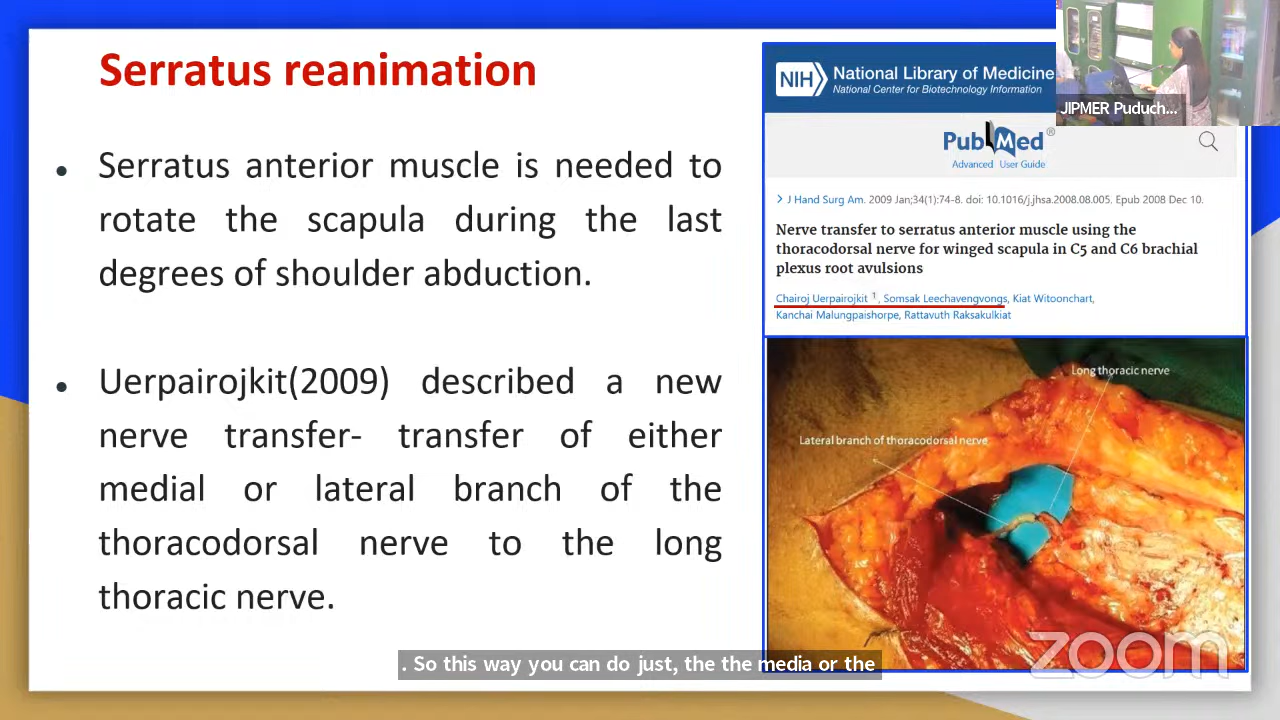 Serratus reanimation
• Serratus anterior muscle is needed to
rotate the scapula during the last
degrees of shoulder abduction.
• Uerpairojkit(2009) described a new
nerve transfer- transfer of either
medial or lateral branch of the
thoracodorsal nerve to the long
thoracic nerve.
NIH National Library of Medicine
National Center for Biotechnology Information
JIPMER Puduch...
PubMed®
Advanced User Guide
> J Hand Surg Am. 2009 Jan;34(1):74-8. doi: 10.1016/j.jhsa.2008.08.005. Epub 2008 Dec 10.
Nerve transfer to serratus anterior muscle using the
thoracodorsal nerve for winged scapula in C5 and C6 brachial
plexus root avulsions
Chairoj Uerpairojkit 1, Somsak Leechavengvongs, Kiat Witoonchart,
Kanchai Malungpaishorpe, Rattavuth Raksakulkiat
Long thoracic nerve
Lateral branch of thoracodorsal nerve
zoom
. So this way you can do just, the the media or the